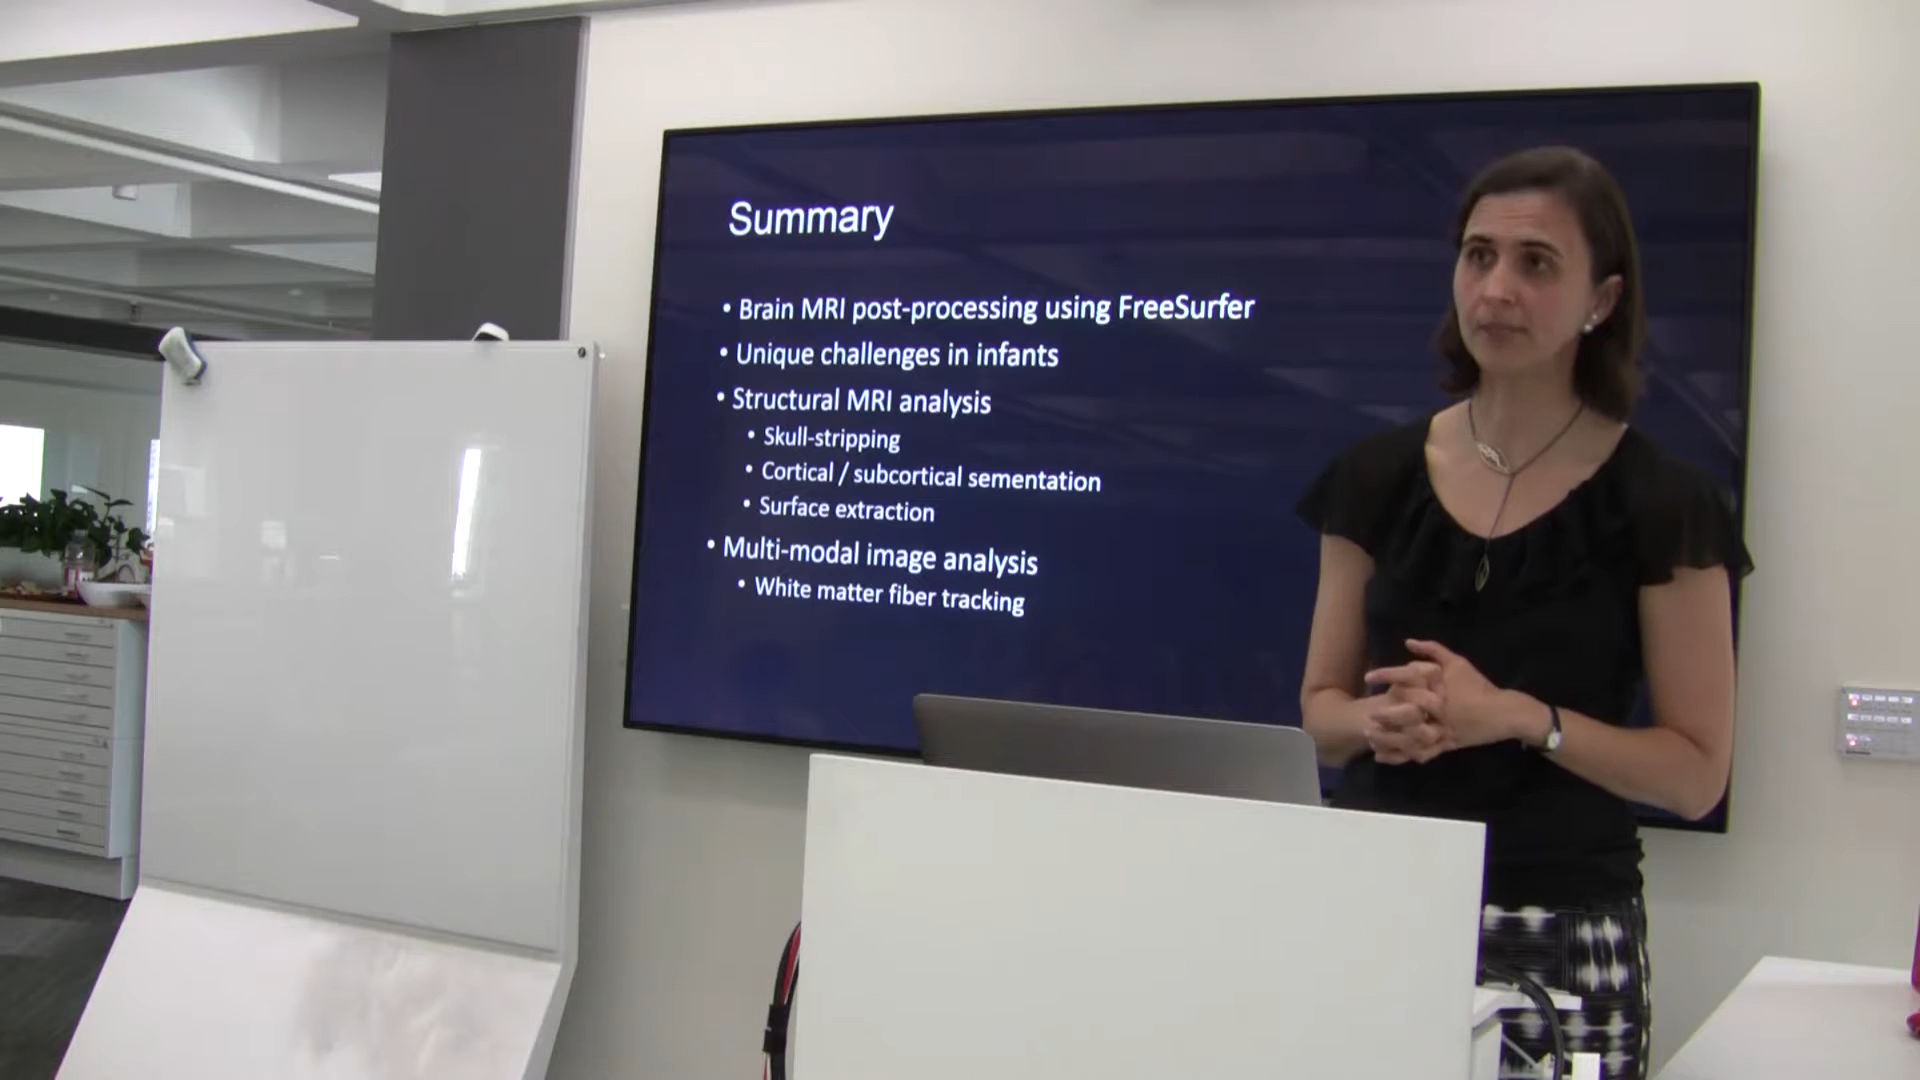 Summary
• Brain MRI post-processing using FreeSurfer
• Unique challenges in infants
• Structural MRI analysis
• Skull-stripping
• Cortical / subcortical sementation
• Surface extraction
• Multi-modal image analysis
• White matter fiber tracking